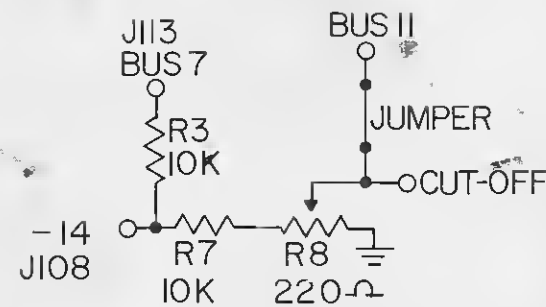 J113
BUS 7
BUS 11
R3
10K
JUMPER
CUT-OFF
-14
J108
R7
10K
R8
220 Ω